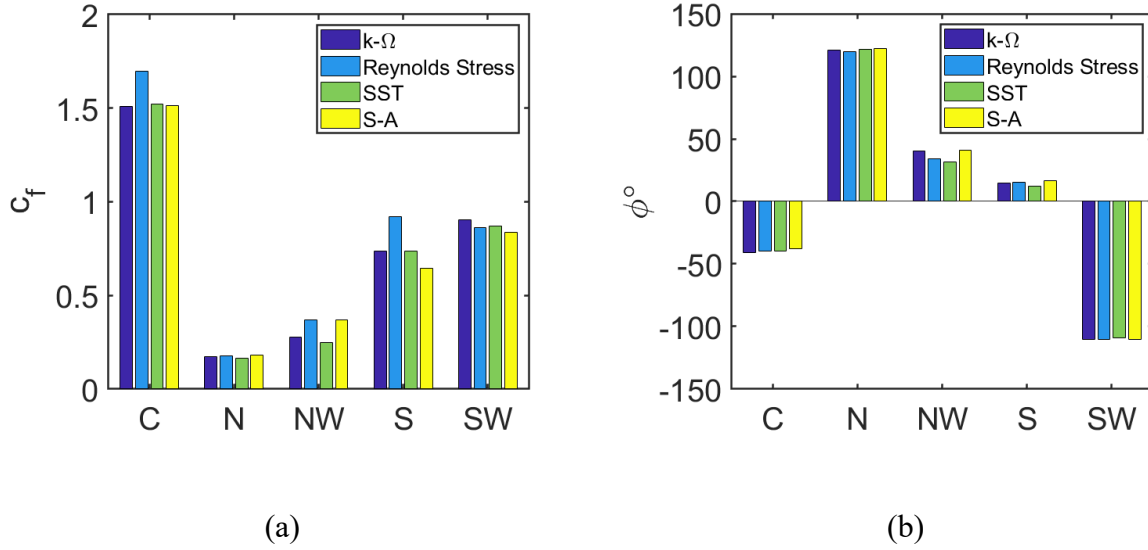 2
1.5
1
0.5
0
c_f
k-Ω
Reynolds Stress
SST
S-A
C N NW S SW
(a)
150
100
50
0
-50
-100
-150
ϕ°
k-Ω
Reynolds Stress
SST
S-A
C N NW S SW
(b)